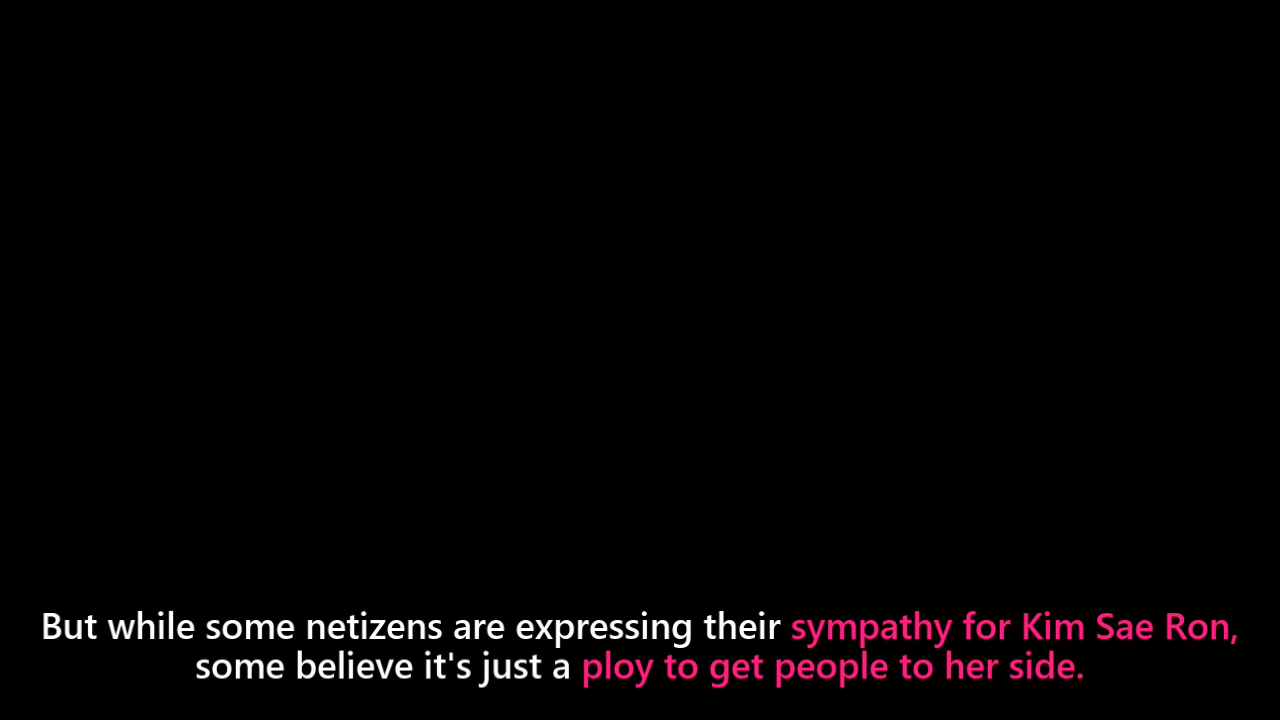 But while some netizens are expressing their sympathy for Kim Sae Ron,
some believe it's just a ploy to get people to her side.